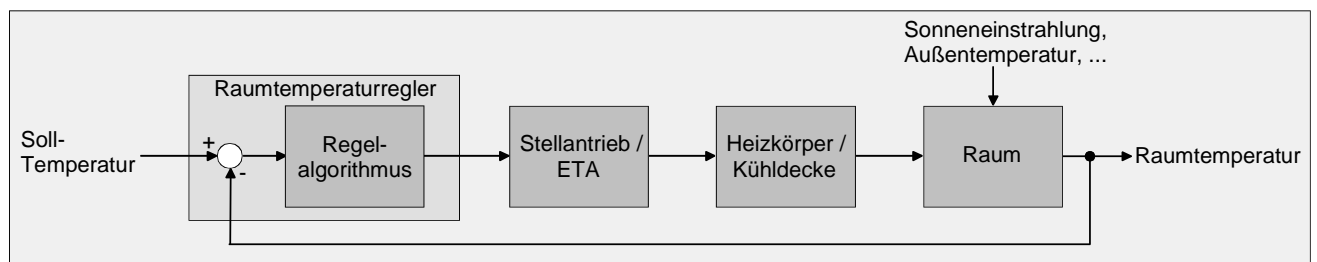 Sonneneinstrahlung,
Außentemperatur, ...
Raumtemperaturregler
Soll-
Temperatur
+
-
Regel-
algorithmus
Stellantrieb /
ETA
Heizkörper /
Kühldecke
Raum
Raumtemperatur